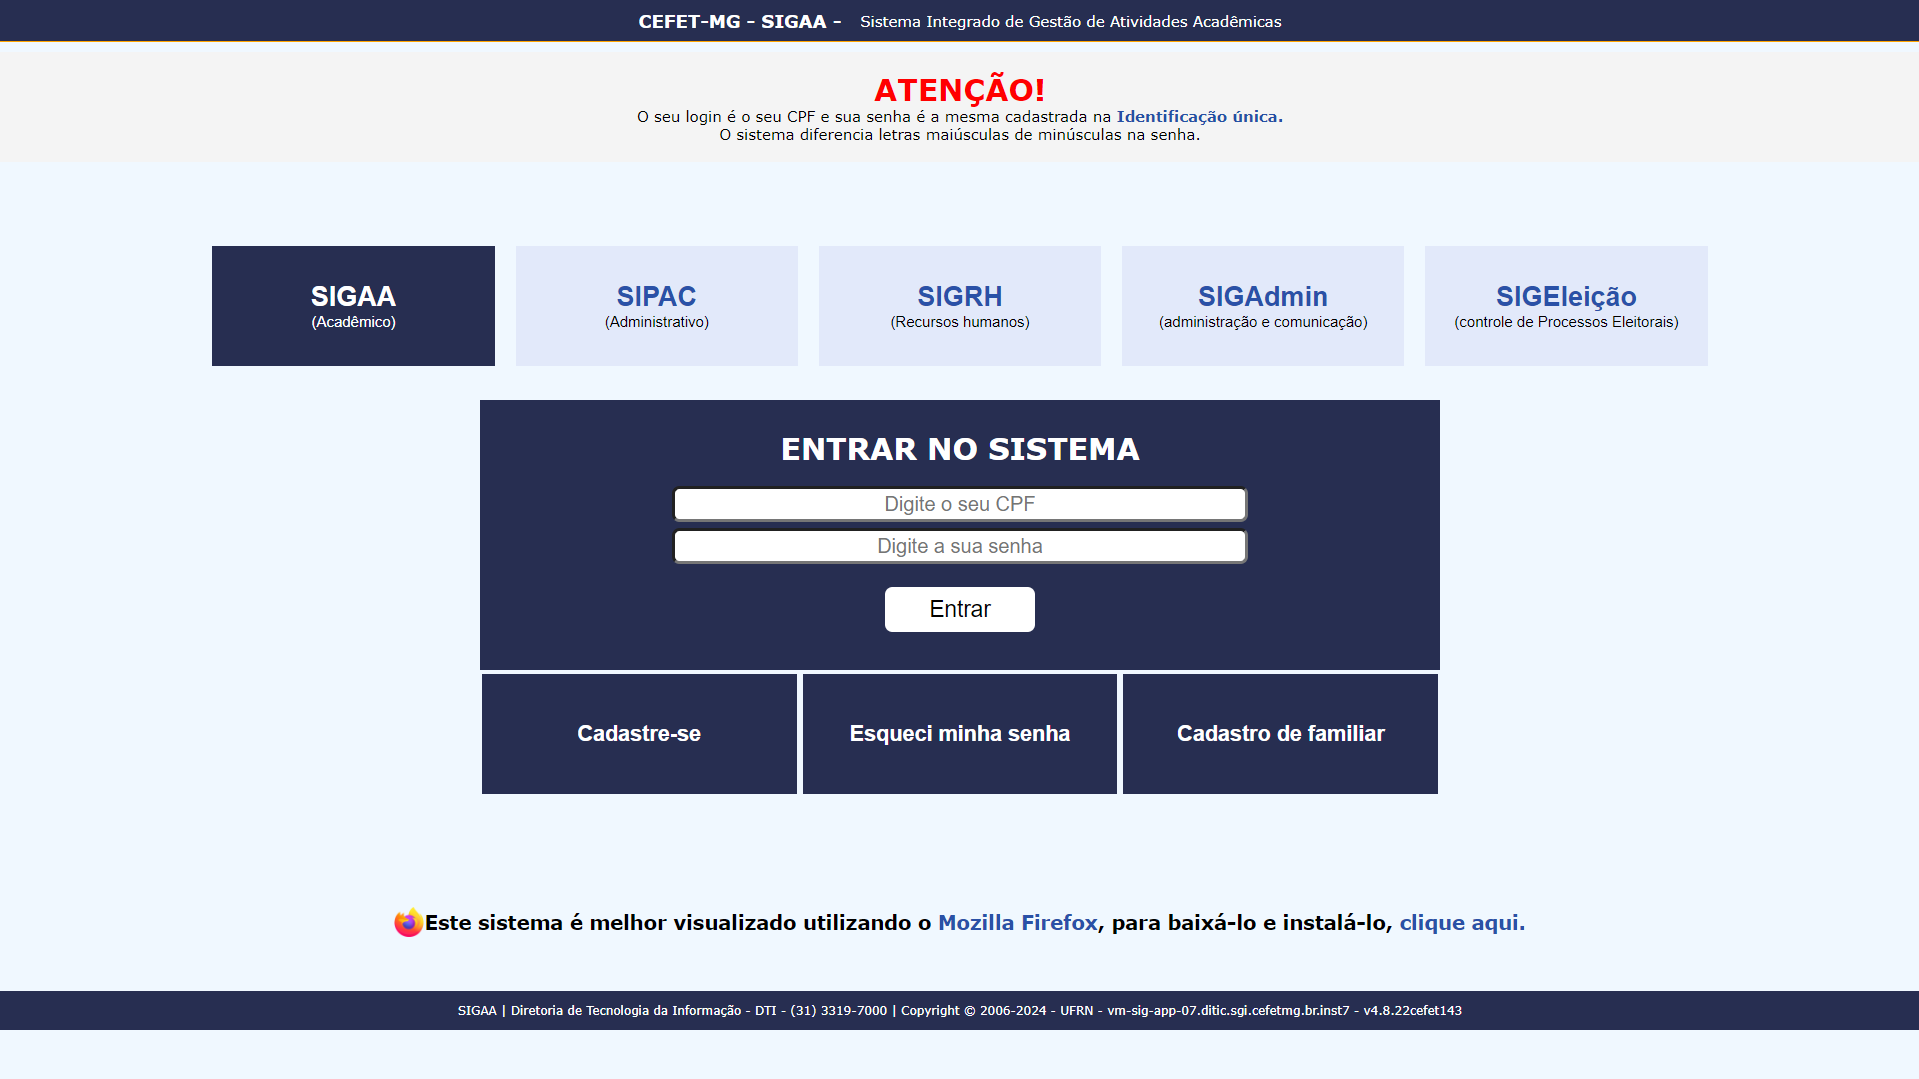 CEFET-MG - SIGAA - Sistema Integrado de Gestão de Atividades Acadêmicas
ATENÇÃO!
O seu login é o seu CPF e sua senha é a mesma cadastrada na Identificação única.
O sistema diferencia letras maiúsculas de minúsculas na senha.
SIGAA
(Acadêmico)
SIPAC
(Administrativo)
SIGRH
(Recursos humanos)
SIGAdmin
(administração e comunicação)
SIGEleição
(controle de Processos Eleitorais)
ENTRAR NO SISTEMA
Digite o seu CPF
Digite a sua senha
Entrar
Cadastre-se
Esqueci minha senha
Cadastro de familiar
Este sistema é melhor visualizado utilizando o Mozilla Firefox, para baixá-lo e instalá-lo, clique aqui.
SIGAA | Diretoria de Tecnologia da Informação - DTI - (31) 3319-7000 | Copyright © 2006-2024 - UFRN - vm-sig-app-07.ditic.sgi.cefetmg.br.inst7 - v4.8.22cefet143